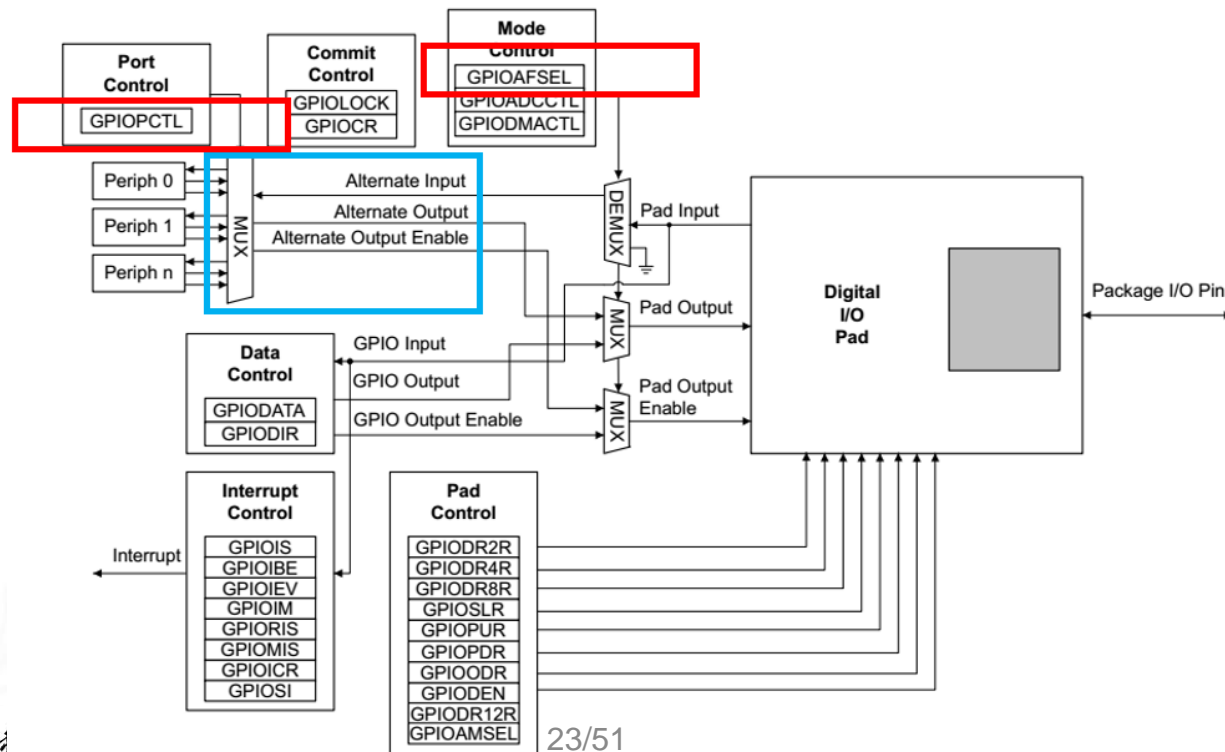 Mode
Control
GPIOAFSEL
GPIOADCCTL
GPIODMACTL
Commit
Control
GPIOLOCK
GPIOCR
Port
Control
GPIOPCTL
Periph 0
Periph 1
Periph n
MUX
Alternate Input
Alternate Output
Alternate Output Enable
DEMUX
Pad Input
MUX
Pad Output
MUX
Pad Output
Enable
Digital
I/O
Pad
Package I/O Pin
Data
Control
GPIODATA
GPIODIR
GPIO Input
GPIO Output
GPIO Output Enable
Interrupt
Control
GPIOIS
GPIOIBE
GPIOIEV
GPIOIM
GPIORIS
GPIOMIS
GPIOICR
GPIOSI
Interrupt
Pad
Control
GPIODR2R
GPIODR4R
GPIODR8R
GPIOSLR
GPIOPUR
GPIOPDR
GPIOODR
GPIODEN
GPIODR12R
GPIOAMSEL
23/51